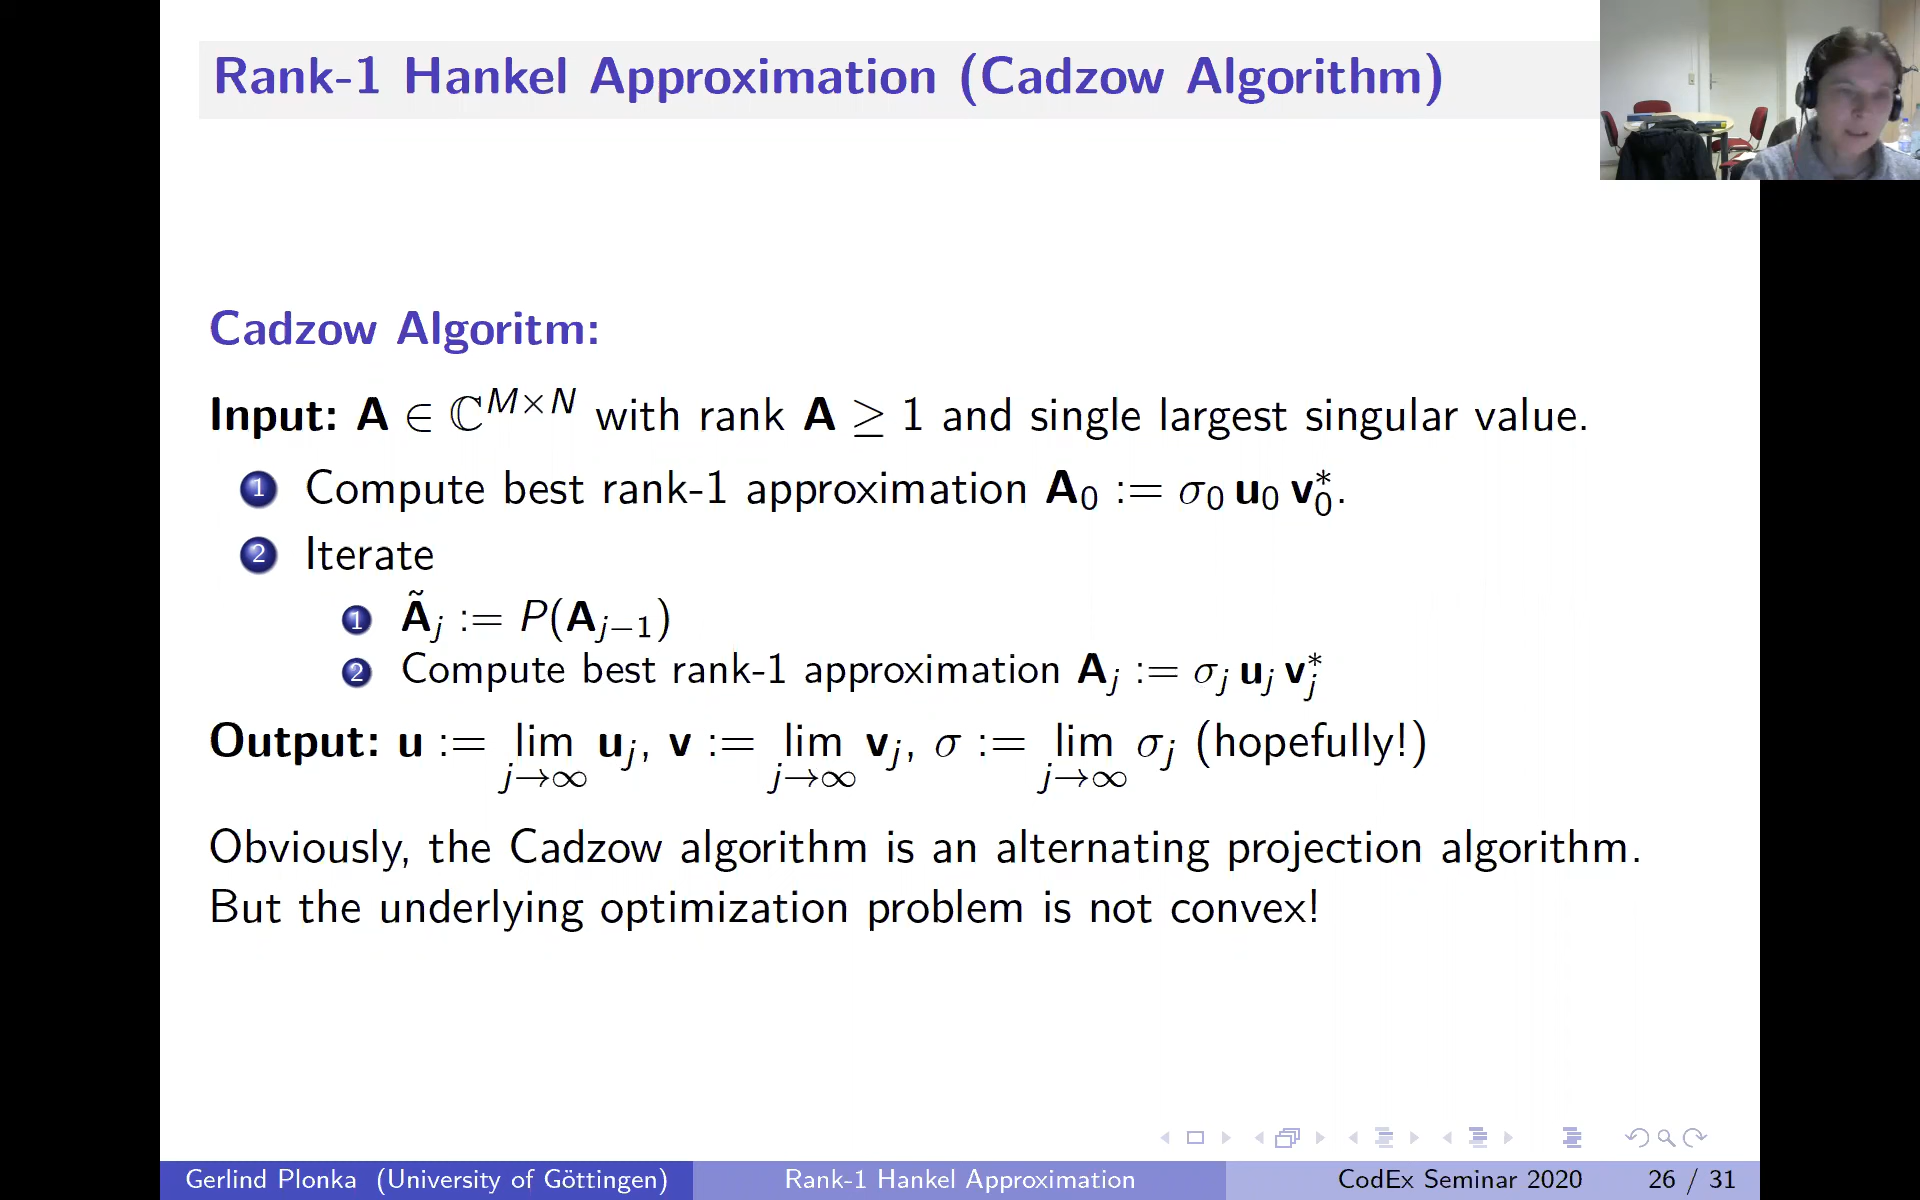 Rank-1 Hankel Approximation (Cadzow Algorithm)
Cadzow Algoritm:
Input: A ∈ ℂ^{M×N} with rank A ≥ 1 and single largest singular value.
1 Compute best rank-1 approximation A₀ := σ₀ u₀ v₀*.
2 Iterate
1 Ã_j := P(A_{j−1})
2 Compute best rank-1 approximation A_j := σ_j u_j v_j*
Output: u := lim_{j→∞} u_j, v := lim_{j→∞} v_j, σ := lim_{j→∞} σ_j (hopefully!)
Obviously, the Cadzow algorithm is an alternating projection algorithm.
But the underlying optimization problem is not convex!
Gerlind Plonka (University of Göttingen) Rank-1 Hankel Approximation CodEx Seminar 2020 26 / 31